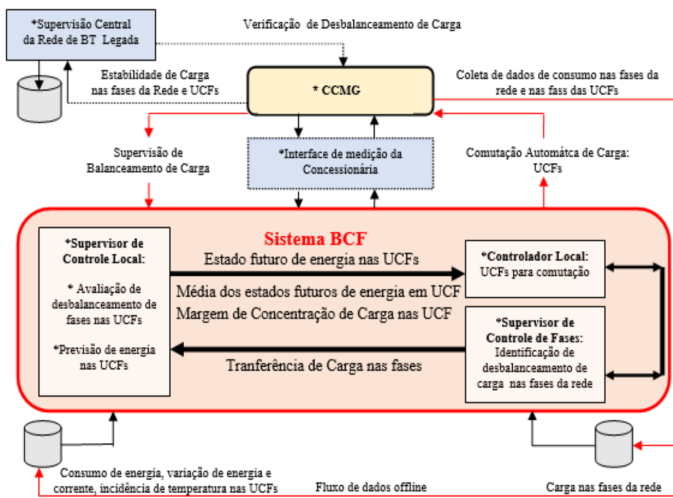 *Supervisão Central
da Rede de BT Legada
Verificação de Desbalanceamento de Carga
Estabilidade de Carga
nas fases da Rede e UCFs
* CCMG
Coleta de dados de consumo nas fases da
rede e nas fass das UCFs
Supervisão de
Balanceamento de Carga
*Interface de medição da
Concessionária
Comutação Automátca de Carga:
UCFs
Sistema BCF
*Supervisor de
Controle Local:
* Avaliação de
desbalanceamento de
fases nas UCFs
*Previsão de energia
nas UCFs
Estado futuro de energia nas UCFs
Média dos estados futuros de energia em UCF
Margem de Concentração de Carga nas UCF
Tranferência de Carga nas fases
*Controlador Local:
UCFs para comutação
*Supervisor de
Controle de Fases:
Identificação de
desbalanceamento de
carga nas fases da rede
Consumo de energia, variação de energia e
corrente, incidência de temperatura nas UCFs
Fluxo de dados offline
Carga nas fases da rede